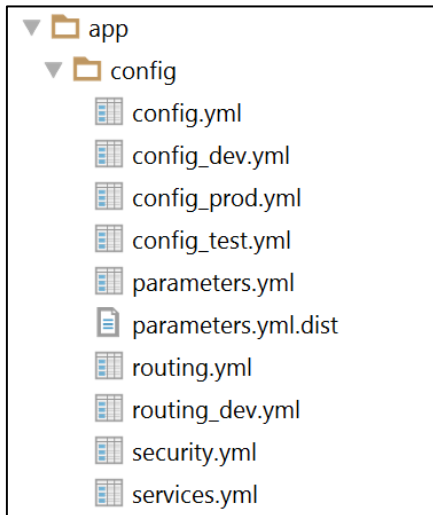 app
config
config.yml
config_dev.yml
config_prod.yml
config_test.yml
parameters.yml
parameters.yml.dist
routing.yml
routing_dev.yml
security.yml
services.yml